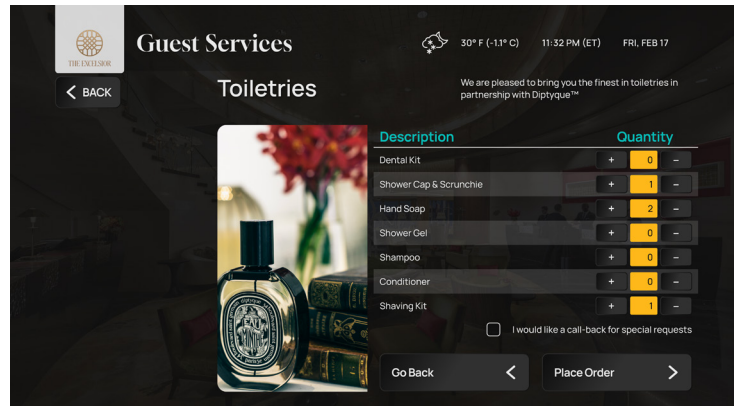 THE EXCELSIOR
Guest Services
30° F (-1.1° C) 11:32 PM (ET) FRI, FEB 17
BACK
Toiletries
We are pleased to bring you the finest in toiletries in
partnership with Diptyque™
Description Quantity
Dental Kit + 0 −
Shower Cap & Scrunchie + 1 −
Hand Soap + 2 −
Shower Gel + 0 −
Shampoo + 0 −
Conditioner + 0 −
Shaving Kit + 1 −
I would like a call-back for special requests
Go Back
Place Order
diptyque
EAU